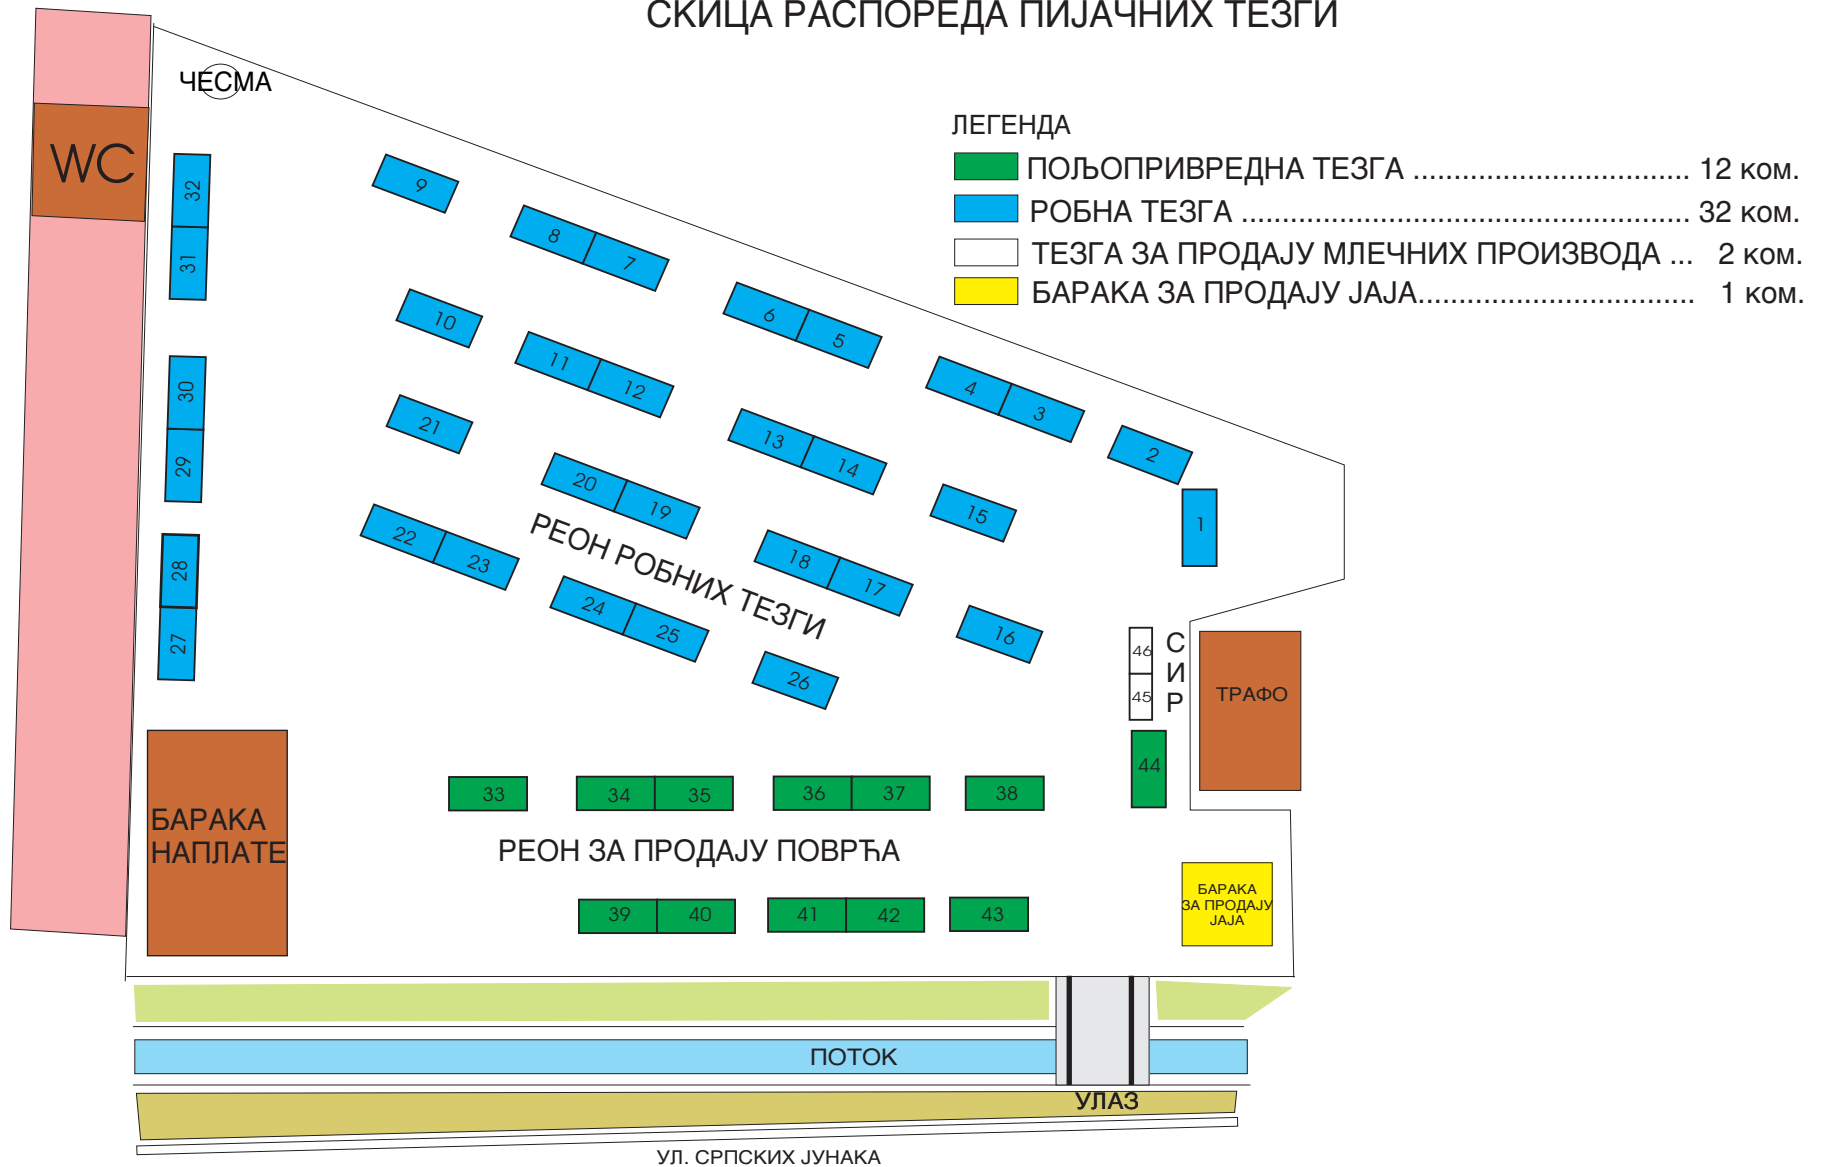 СКИЦА РАСПОРЕДА ПИЈАЧНИХ ТЕЗГИ
ЧЕСМА
WC
ЛЕГЕНДА
ПОЉОПРИВРЕДНА ТЕЗГА .................................. 12 ком.
РОБНА ТЕЗГА ....................................................... 32 ком.
ТЕЗГА ЗА ПРОДАЈУ МЛЕЧНИХ ПРОИЗВОДА ... 2 ком.
БАРАКА ЗА ПРОДАЈУ ЈАЈА.................................. 1 ком.
32
31
30
29
28
27
9
8 7
6 5
4 3
2
1
10
11 12
13 14
15
21
20 19
18 17
16
22 23
24 25
26
РЕОН РОБНИХ ТЕЗГИ
46
45
СИР
ТРАФО
44
БАРАКА
НАПЛАТЕ
33 34 35 36 37 38
РЕОН ЗА ПРОДАЈУ ПОВРЋА
39 40 41 42 43
БАРАКА
ЗА ПРОДАЈУ
ЈАЈА
ПОТОК
УЛАЗ
УЛ. СРПСКИХ ЈУНАКА